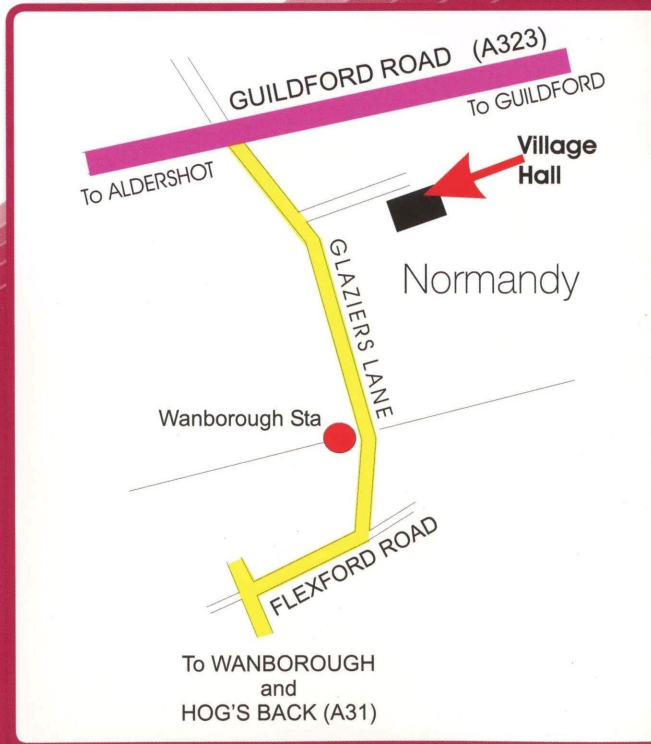 GUILDFORD ROAD (A323)
To GUILDFORD
To ALDERSHOT
Village
Hall
Normandy
GLAZIERS LANE
Wanborough Sta
FLEXFORD ROAD
To WANBOROUGH
and
HOG'S BACK (A31)